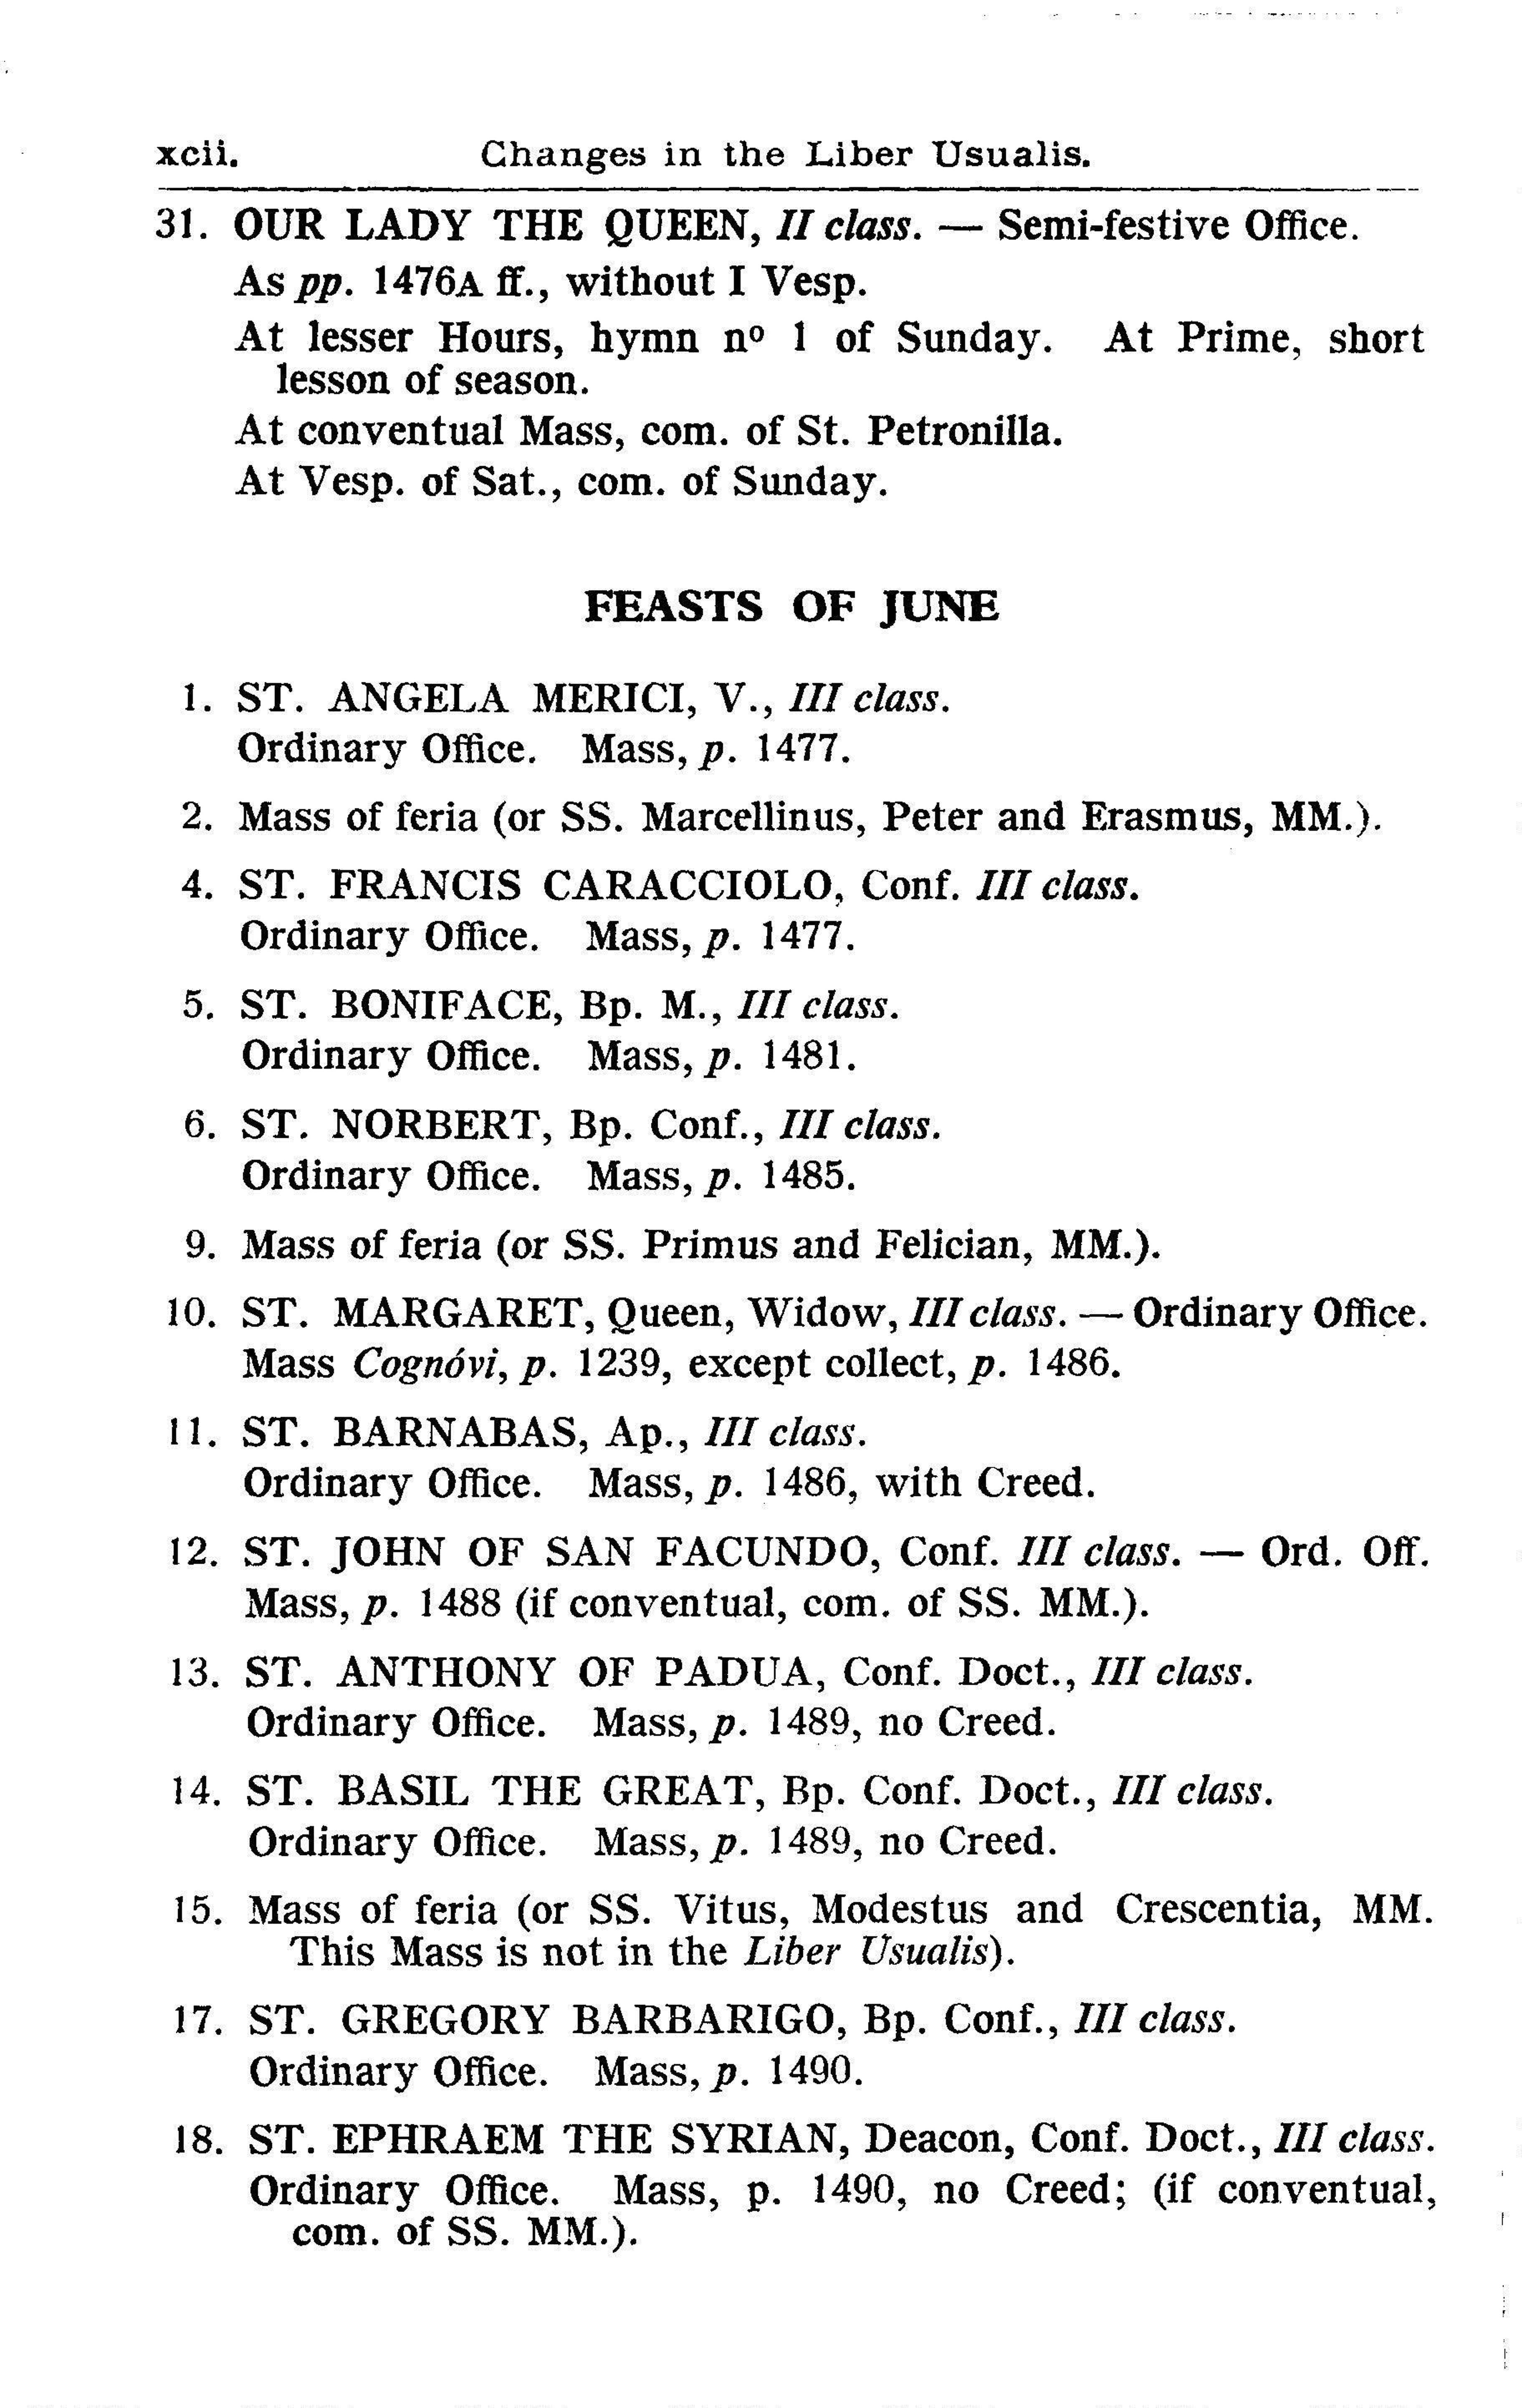 xcii. Changes in the Liber Usualis.
31. OUR LADY THE QUEEN, II class. — Semi-festive Office.
As pp. 1476A ff., without I Vesp.
At lesser Hours, hymn nº 1 of Sunday. At Prime, short
lesson of season.
At conventual Mass, com. of St. Petronilla.
At Vesp. of Sat., com. of Sunday.
FEASTS OF JUNE
1. ST. ANGELA MERICI, V., III class.
Ordinary Office. Mass, p. 1477.
2. Mass of feria (or SS. Marcellinus, Peter and Erasmus, MM.).
4. ST. FRANCIS CARACCIOLO, Conf. III class.
Ordinary Office. Mass, p. 1477.
5. ST. BONIFACE, Bp. M., III class.
Ordinary Office. Mass, p. 1481.
6. ST. NORBERT, Bp. Conf., III class.
Ordinary Office. Mass, p. 1485.
9. Mass of feria (or SS. Primus and Felician, MM.).
10. ST. MARGARET, Queen, Widow, III class. — Ordinary Office.
Mass Cognóvi, p. 1239, except collect, p. 1486.
11. ST. BARNABAS, Ap., III class.
Ordinary Office. Mass, p. 1486, with Creed.
12. ST. JOHN OF SAN FACUNDO, Conf. III class. — Ord. Off.
Mass, p. 1488 (if conventual, com. of SS. MM.).
13. ST. ANTHONY OF PADUA, Conf. Doct., III class.
Ordinary Office. Mass, p. 1489, no Creed.
14. ST. BASIL THE GREAT, Bp. Conf. Doct., III class.
Ordinary Office. Mass, p. 1489, no Creed.
15. Mass of feria (or SS. Vitus, Modestus and Crescentia, MM.
This Mass is not in the Liber Usualis).
17. ST. GREGORY BARBARIGO, Bp. Conf., III class.
Ordinary Office. Mass, p. 1490.
18. ST. EPHRAEM THE SYRIAN, Deacon, Conf. Doct., III class.
Ordinary Office. Mass, p. 1490, no Creed; (if conventual,
com. of SS. MM.).